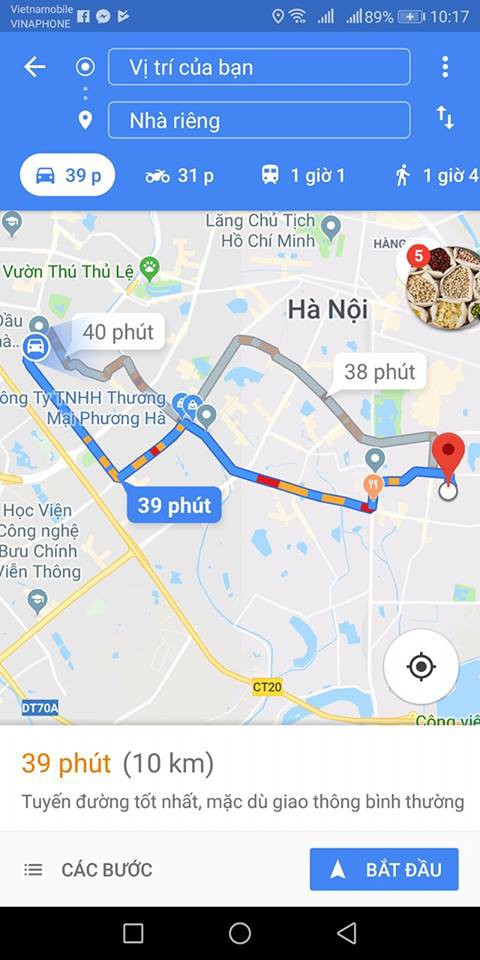 Vietnamobile
VINAPHONE
89%
10:17
Vị trí của bạn
Nhà riêng
39 p
31 p
1 giờ 1
1 giờ 4
Lăng Chủ Tịch
Hồ Chí Minh
HÀNG
5
Vườn Thú Thủ Lệ
Hà Nội
40 phút
38 phút
ông Ty TNHH Thương
Mại Phương Hà
39 phút
Học Viện
Công nghệ
Bưu Chính
Viễn Thông
CT20
DT70A
Công viê
39 phút (10 km)
Tuyến đường tốt nhất, mặc dù giao thông bình thường
CÁC BƯỚC
BẮT ĐẦU